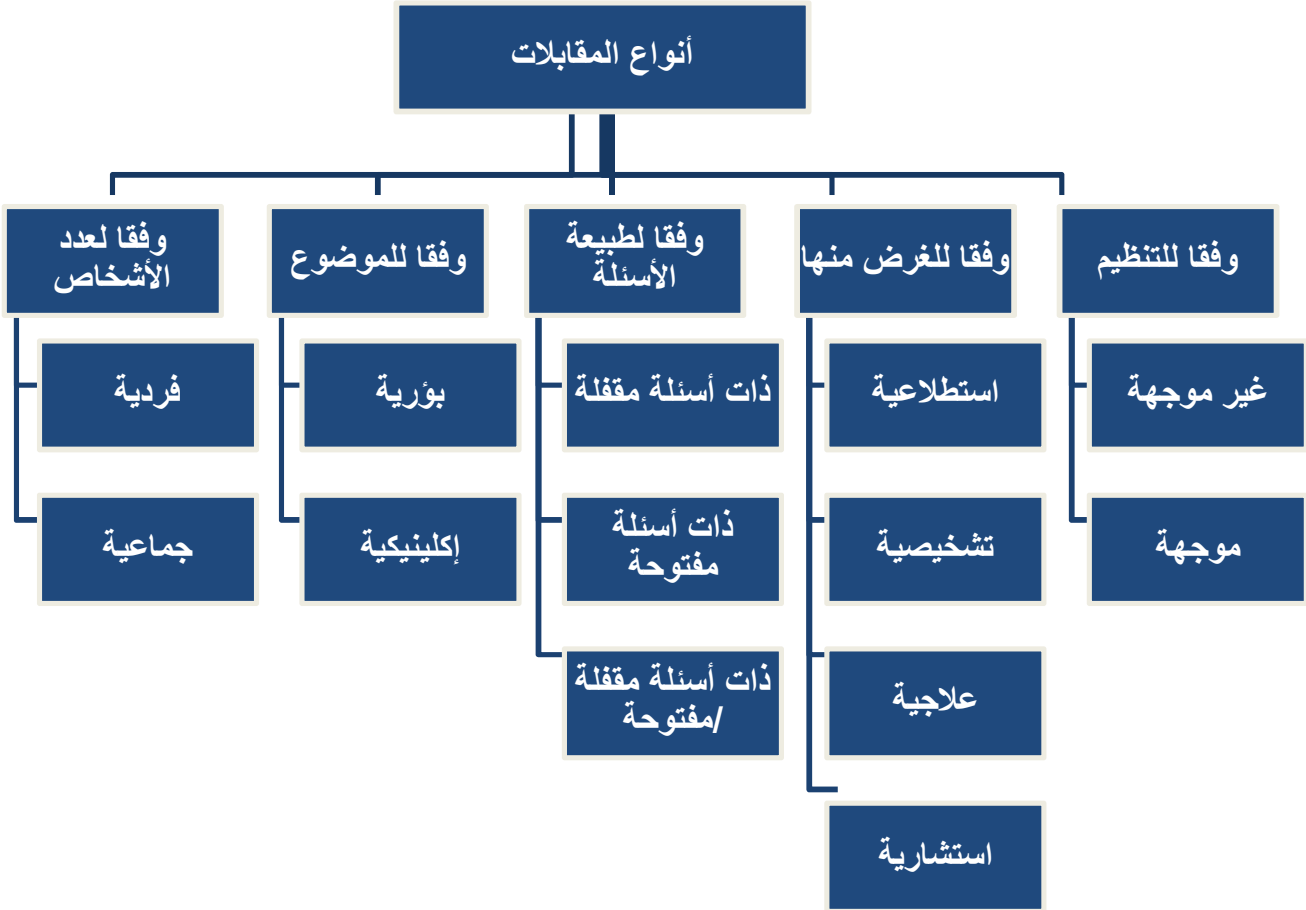 أنواع المقابلات
وفقا للتنظيم
وفقا للغرض منها
وفقا لطبيعة
الأسئلة
وفقا للموضوع
وفقا لعدد
الأشخاص
غير موجهة
موجهة
استطلاعية
تشخيصية
علاجية
استشارية
ذات أسئلة مقفلة
ذات أسئلة
مفتوحة
ذات أسئلة مقفلة
/مفتوحة
بؤرية
إكلينيكية
فردية
جماعية